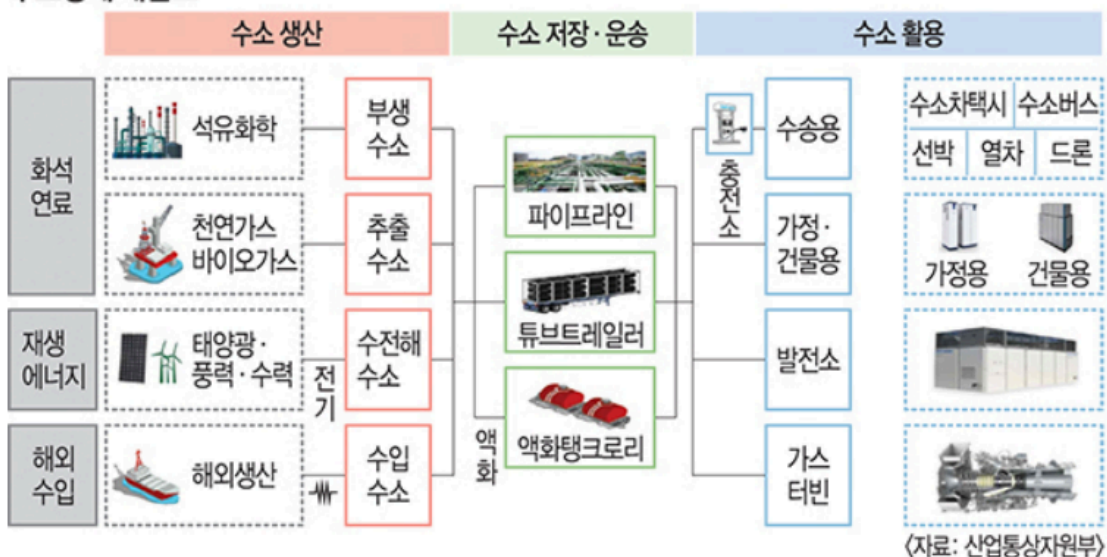 수소 생산
수소 저장·운송
수소 활용
화석
연료
석유화학
부생
수소
천연가스
바이오가스
추출
수소
재생
에너지
태양광·
풍력·수력
전기
수전해
수소
해외
수입
해외생산
수입
수소
액화
파이프라인
튜브트레일러
액화탱크로리
충전소
수송용
수소차택시
수소버스
선박
열차
드론
가정·
건물용
가정용
건물용
발전소
가스
터빈
〈자료: 산업통상자원부〉